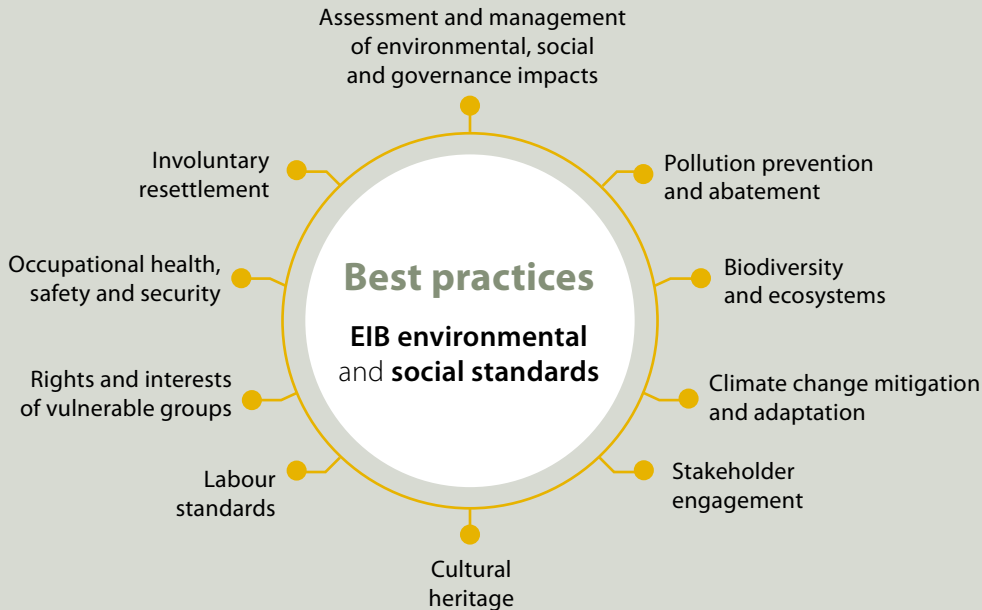 Assessment and management
of environmental, social
and governance impacts
Involuntary
resettlement
Pollution prevention
and abatement
Occupational health,
safety and security
Best practices
EIB environmental
and social standards
Biodiversity
and ecosystems
Rights and interests
of vulnerable groups
Climate change mitigation
and adaptation
Labour
standards
Stakeholder
engagement
Cultural
heritage